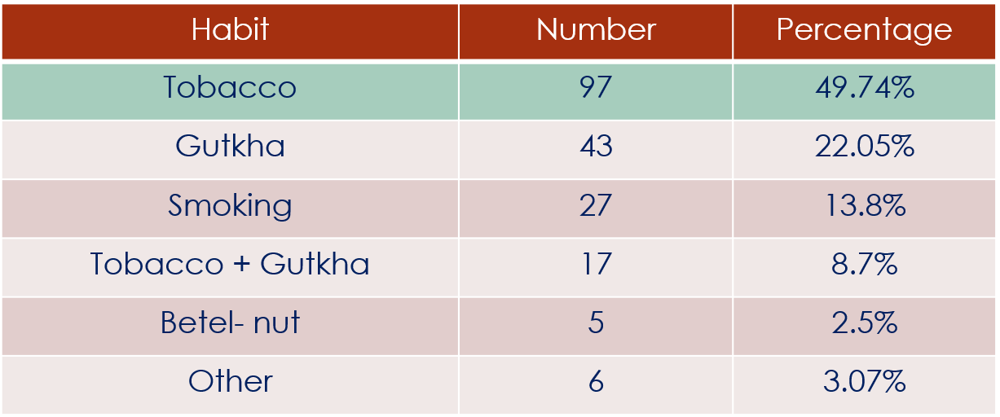 Habit Number Percentage
Tobacco 97 49.74%
Gutkha 43 22.05%
Smoking 27 13.8%
Tobacco + Gutkha 17 8.7%
Betel- nut 5 2.5%
Other 6 3.07%